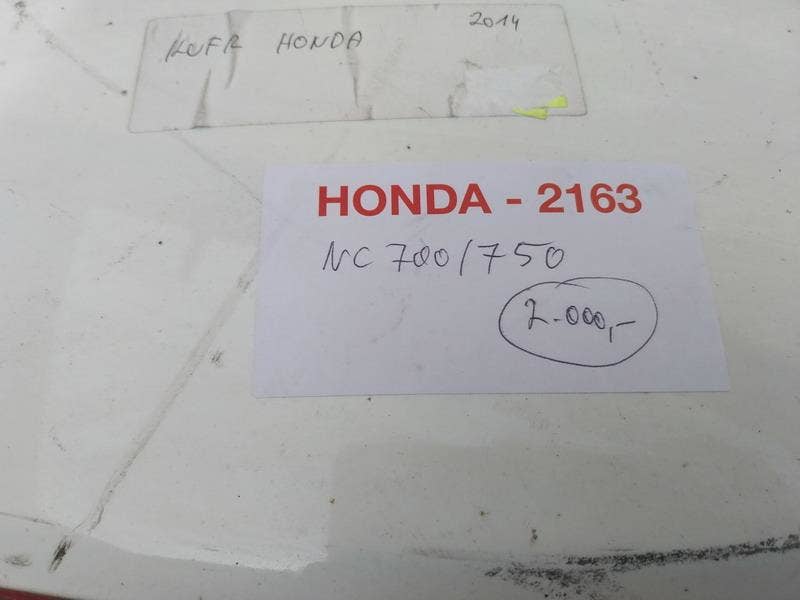 KUFR HONDA 2014
HONDA - 2163
NC 700/750
2.000,-